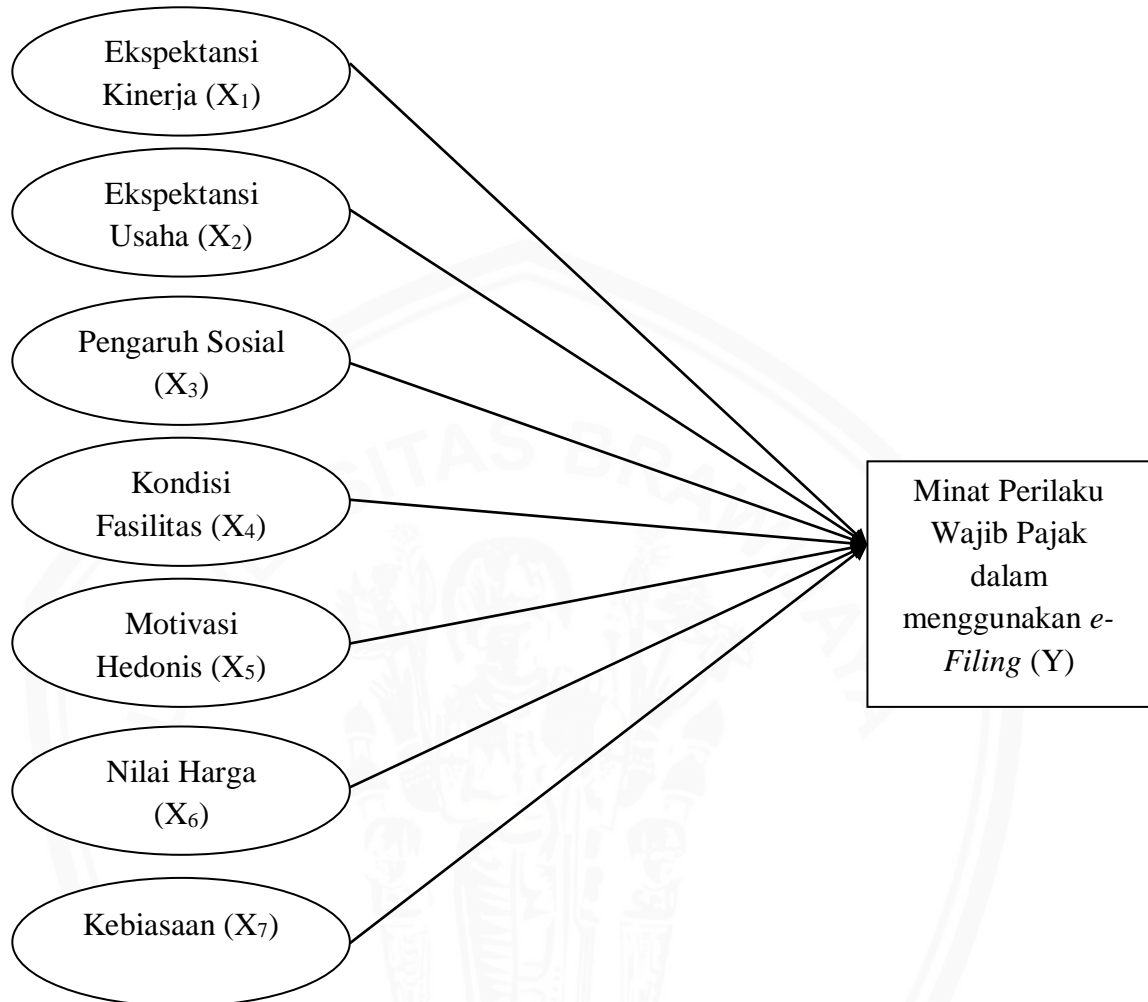 Ekspektansi
Kinerja (X₁)
Ekspektansi
Usaha (X₂)
Pengaruh Sosial
(X₃)
Kondisi
Fasilitas (X₄)
Motivasi
Hedonis (X₅)
Nilai Harga
(X₆)
Kebiasaan (X₇)
Minat Perilaku
Wajib Pajak
dalam
menggunakan e-
Filing (Y)